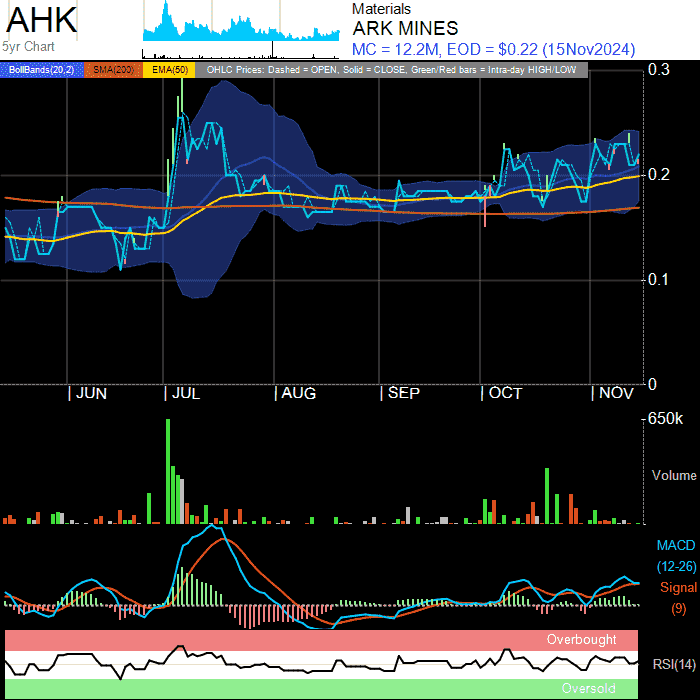 AHK
5yr Chart
Materials
ARK MINES
MC = 12.2M, EOD = $0.22 (15Nov2024)
BollBands(20,2) SMA(200) EMA(50) OHLC Prices: Dashed = OPEN, Solid = CLOSE, Green/Red bars = Intra-day HIGH/LOW
0.3
0.2
0.1
0
| JUN | JUL | AUG | SEP | OCT | NOV
650k
Volume
MACD
(12-26)
Signal
(9)
Overbought
RSI(14)
Oversold